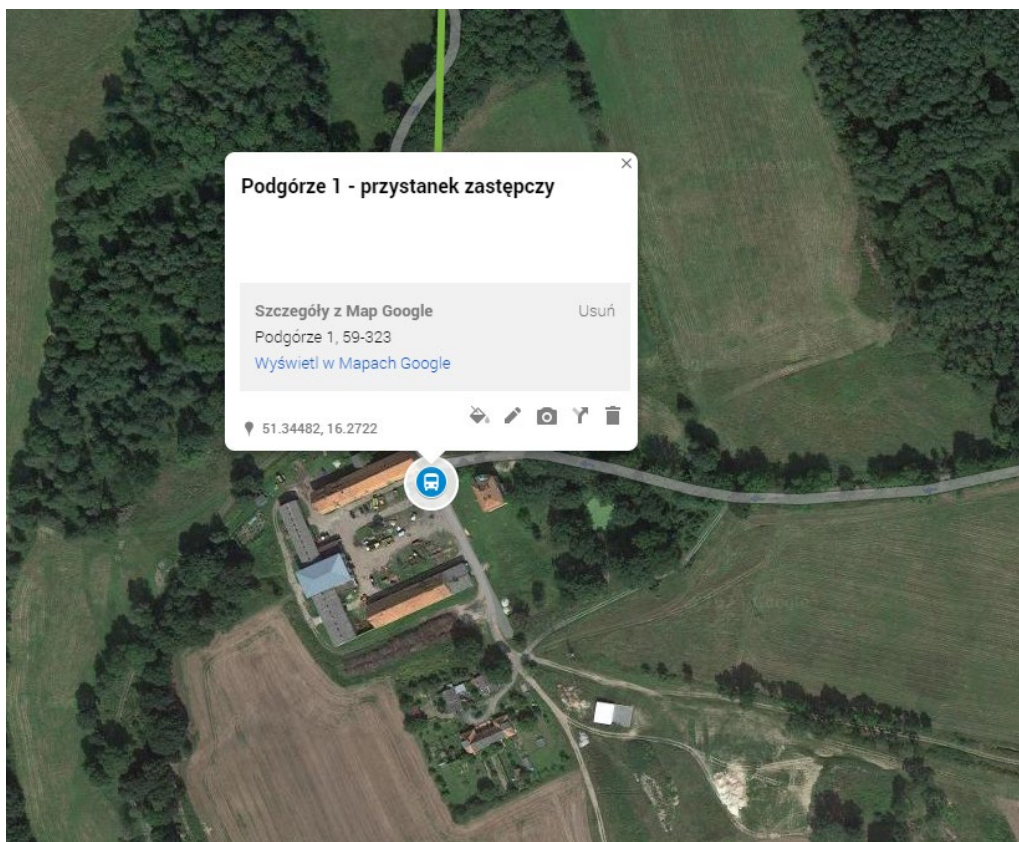 Podgórze 1 - przystanek zastępczy
Szczegóły z Map Google
Usuń
Podgórze 1, 59-323
Wyświetl w Mapach Google
51.34482, 16.2722